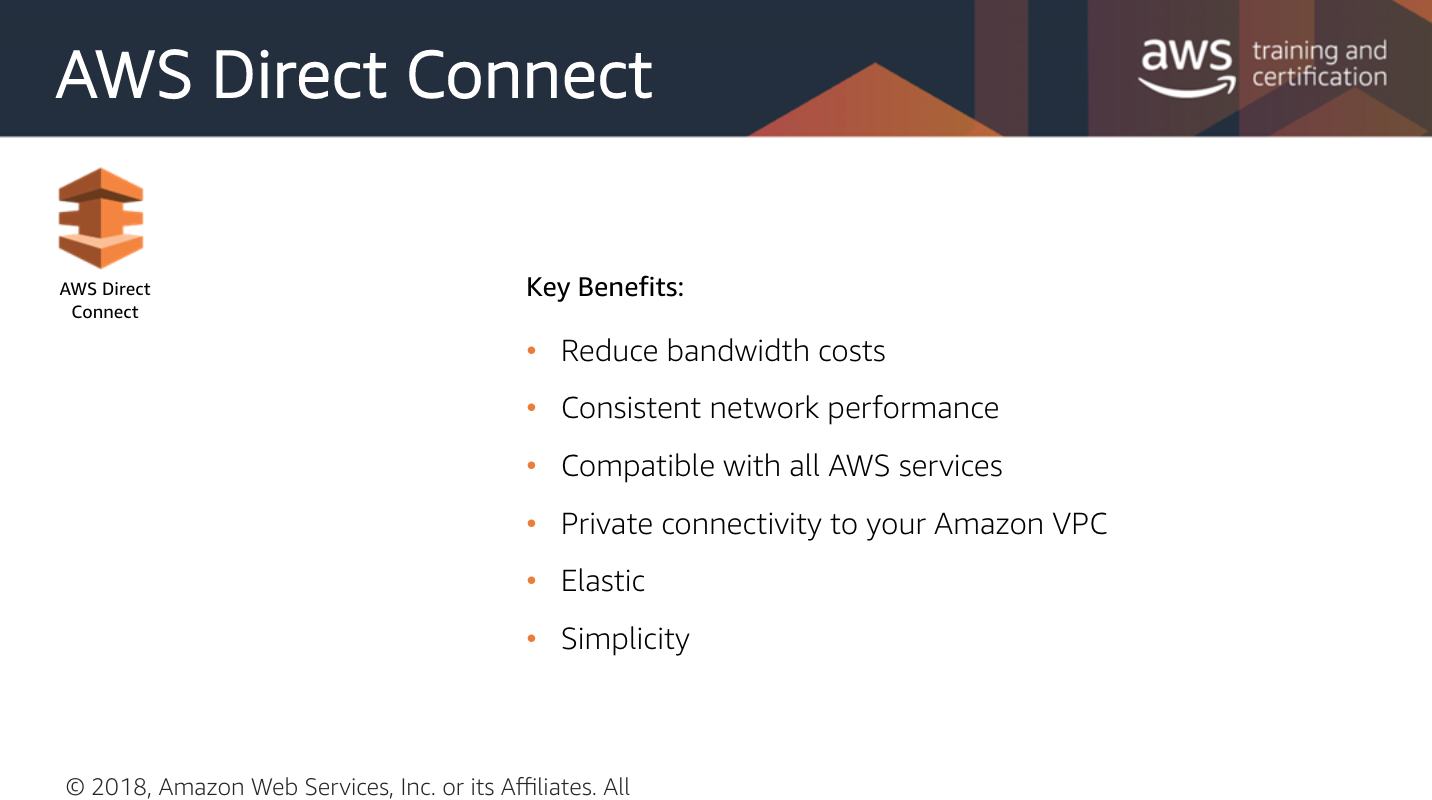 AWS Direct Connect
aws training and
certification
AWS Direct
Connect
Key Benefits:
• Reduce bandwidth costs
• Consistent network performance
• Compatible with all AWS services
• Private connectivity to your Amazon VPC
• Elastic
• Simplicity
© 2018, Amazon Web Services, Inc. or its Affiliates. All